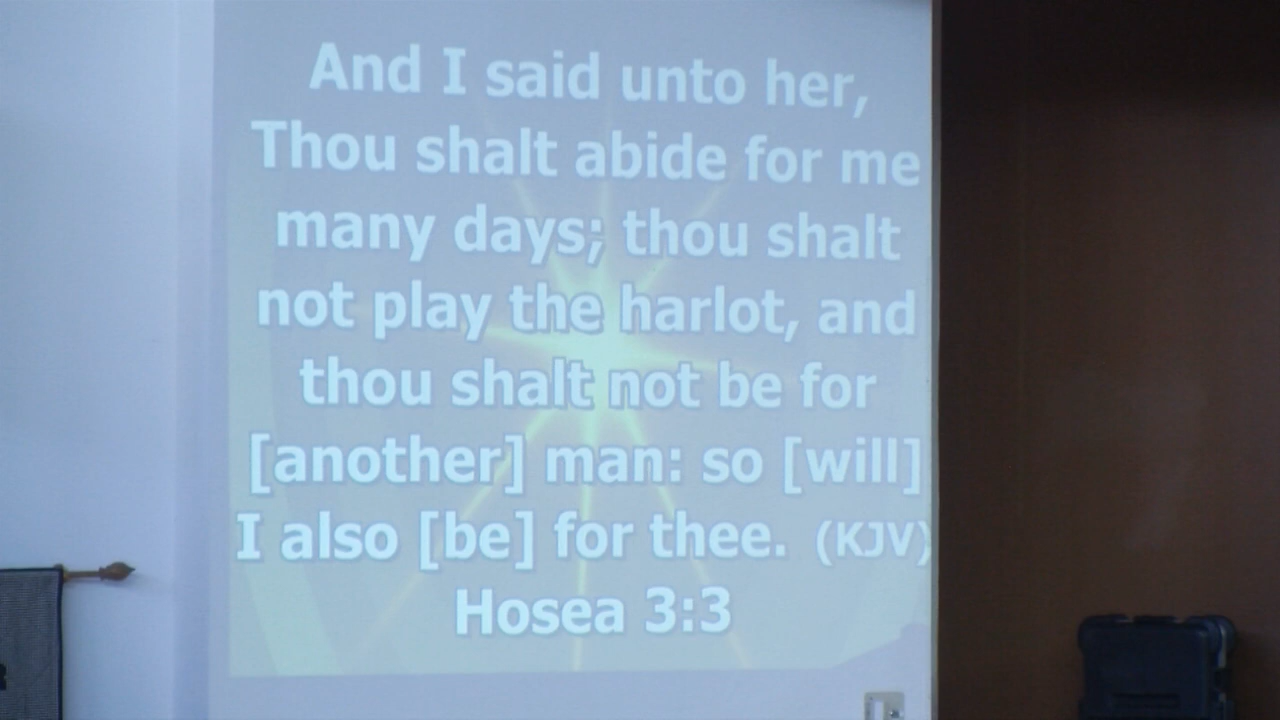 And I said unto her,
Thou shalt abide for me
many days; thou shalt
not play the harlot, and
thou shalt not be for
[another] man: so [will]
I also [be] for thee. (KJV)
Hosea 3:3